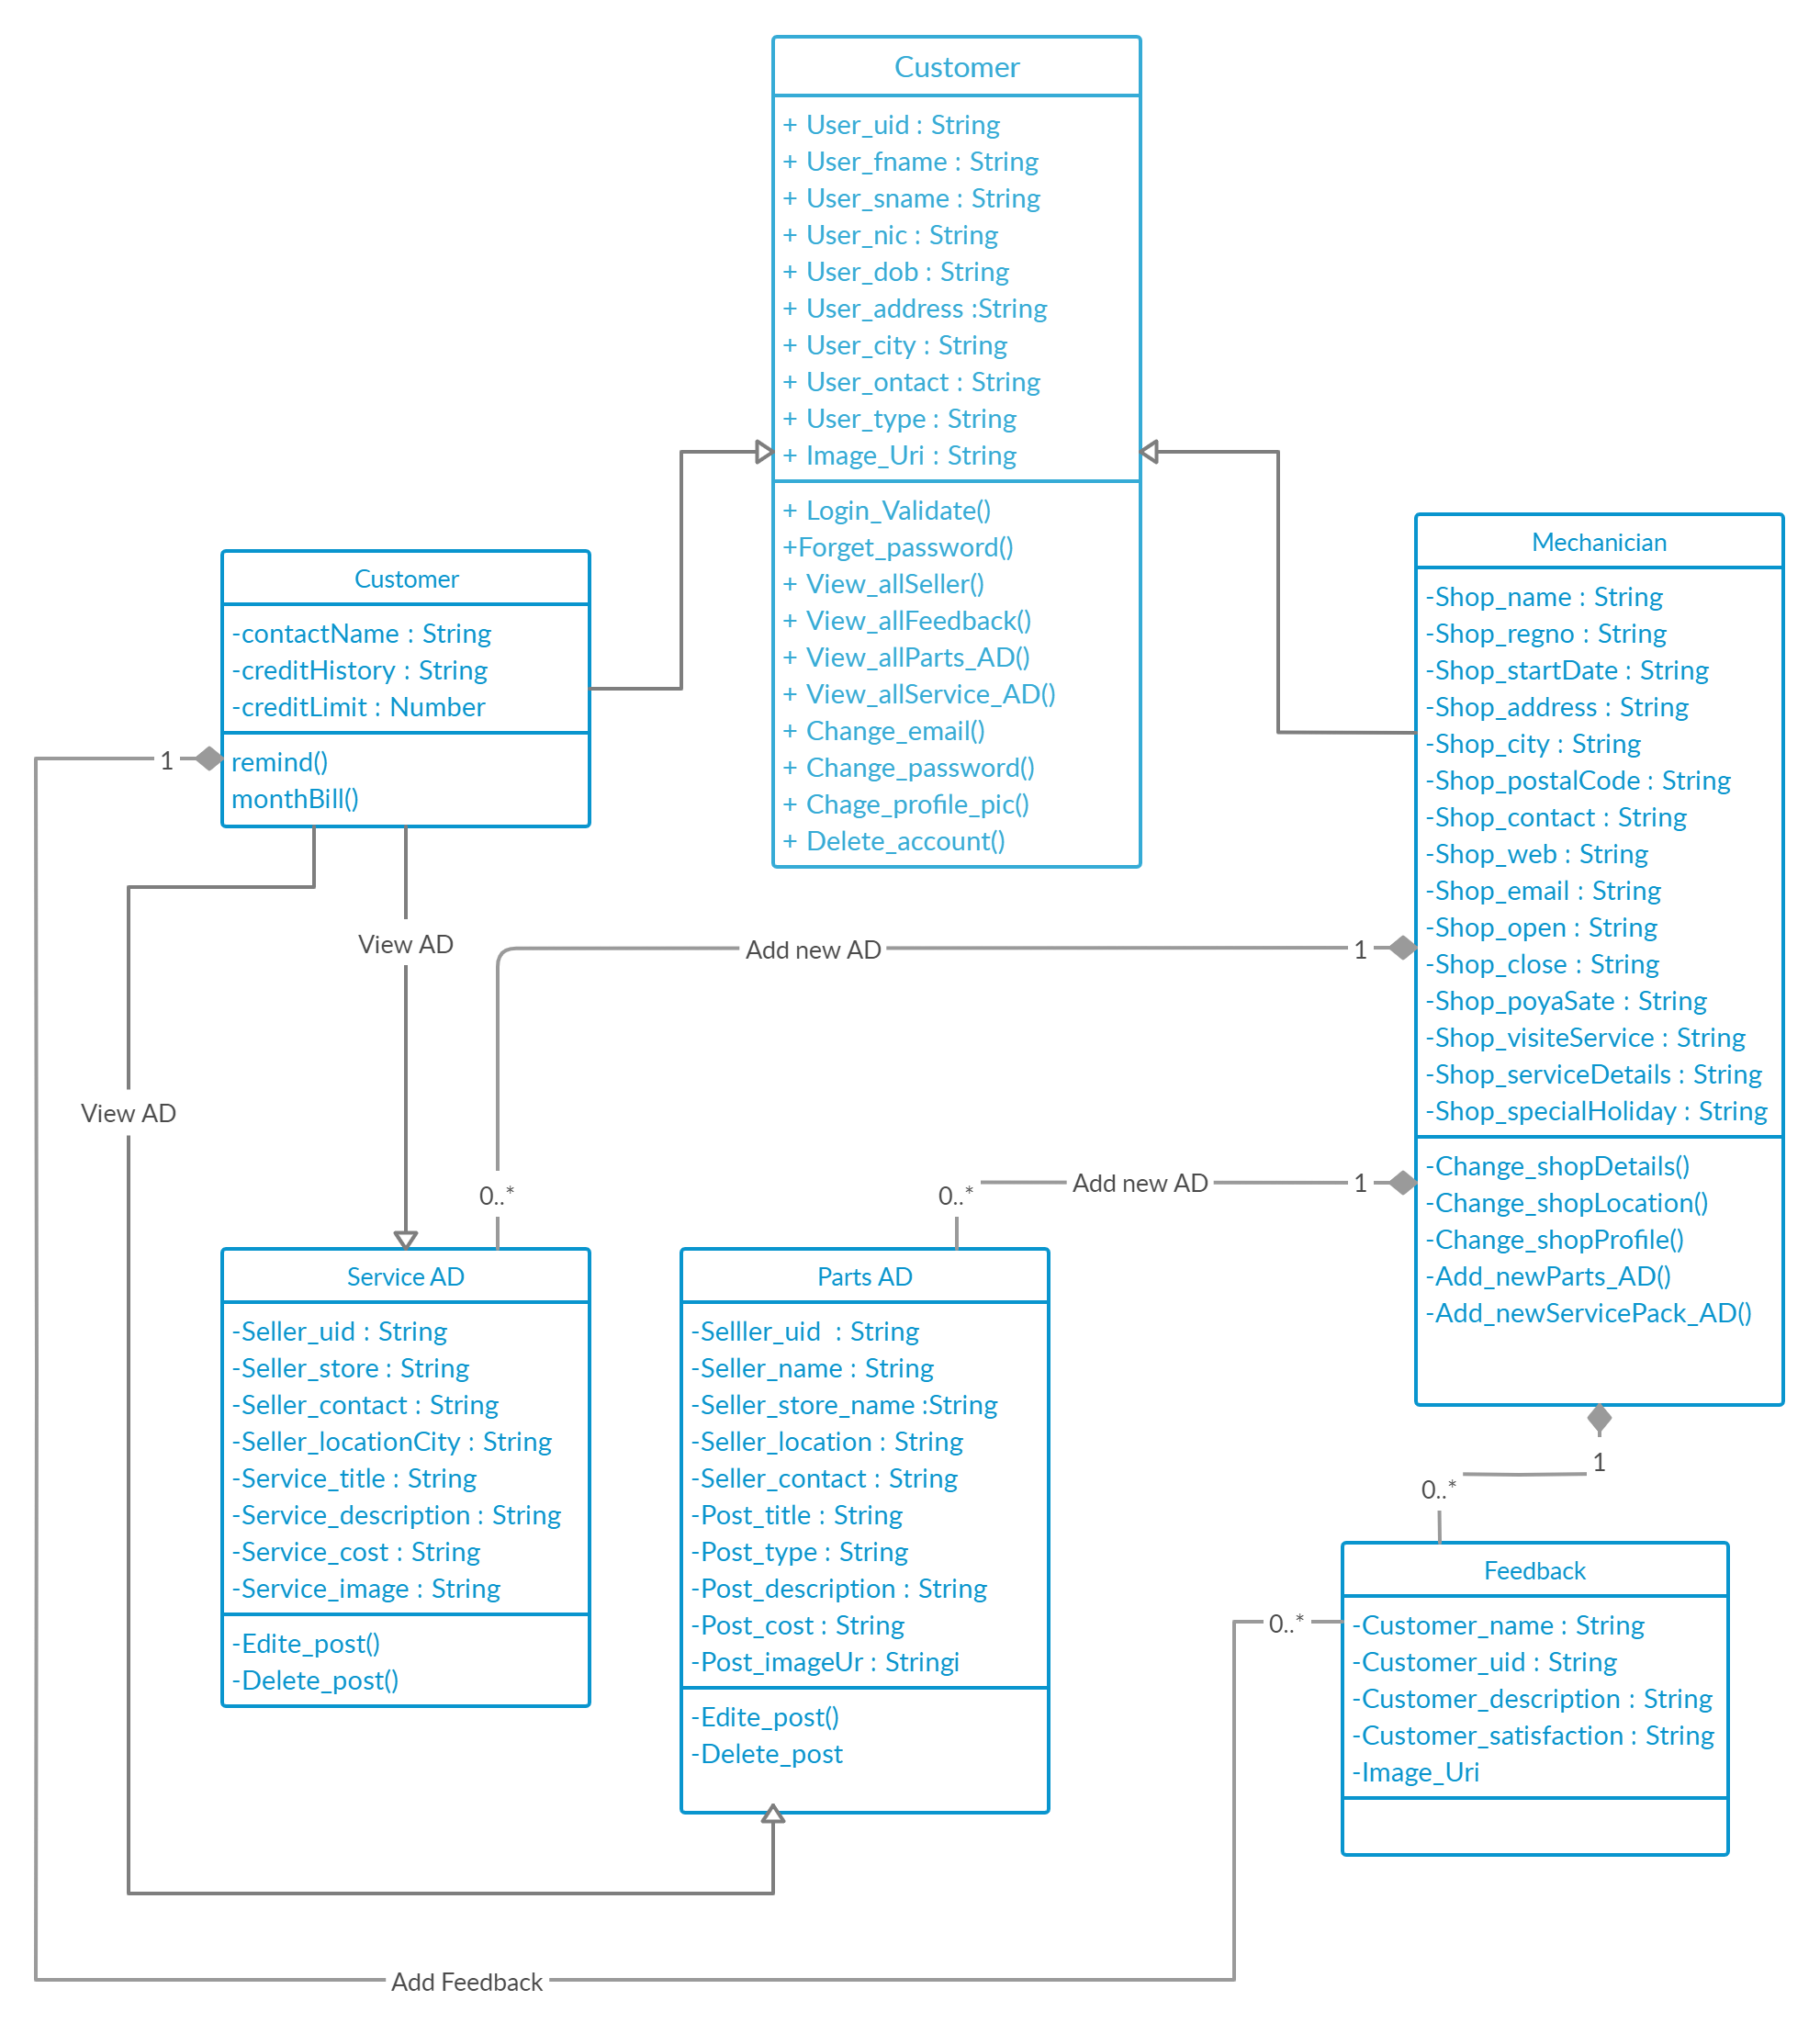 Customer
+ User_uid : String
+ User_fname : String
+ User_sname : String
+ User_nic : String
+ User_dob : String
+ User_address :String
+ User_city : String
+ User_ontact : String
+ User_type : String
+ Image_Uri : String
+ Login_Validate()
+Forget_password()
+ View_allSeller()
+ View_allFeedback()
+ View_allParts_AD()
+ View_allService_AD()
+ Change_email()
+ Change_password()
+ Chage_profile_pic()
+ Delete_account()
Customer
-contactName : String
-creditHistory : String
-creditLimit : Number
remind()
monthBill()
1
Mechanician
-Shop_name : String
-Shop_regno : String
-Shop_startDate : String
-Shop_address : String
-Shop_city : String
-Shop_postalCode : String
-Shop_contact : String
-Shop_web : String
-Shop_email : String
-Shop_open : String
-Shop_close : String
-Shop_poyaSate : String
-Shop_visiteService : String
-Shop_serviceDetails : String
-Shop_specialHoliday : String
-Change_shopDetails()
-Change_shopLocation()
-Change_shopProfile()
-Add_newParts_AD()
-Add_newServicePack_AD()
View AD
Add new AD
1
View AD
0..*
0..*
Add new AD
1
Service AD
-Seller_uid : String
-Seller_store : String
-Seller_contact : String
-Seller_locationCity : String
-Service_title : String
-Service_description : String
-Service_cost : String
-Service_image : String
-Edite_post()
-Delete_post()
Parts AD
-Selller_uid  : String
-Seller_name : String
-Seller_store_name :String
-Seller_location : String
-Seller_contact : String
-Post_title : String
-Post_type : String
-Post_description : String
-Post_cost : String
-Post_imageUr : Stringi
-Edite_post()
-Delete_post
1
0..*
Feedback
-Customer_name : String
-Customer_uid : String
-Customer_description : String
-Customer_satisfaction : String
-Image_Uri
0..*
Add Feedback